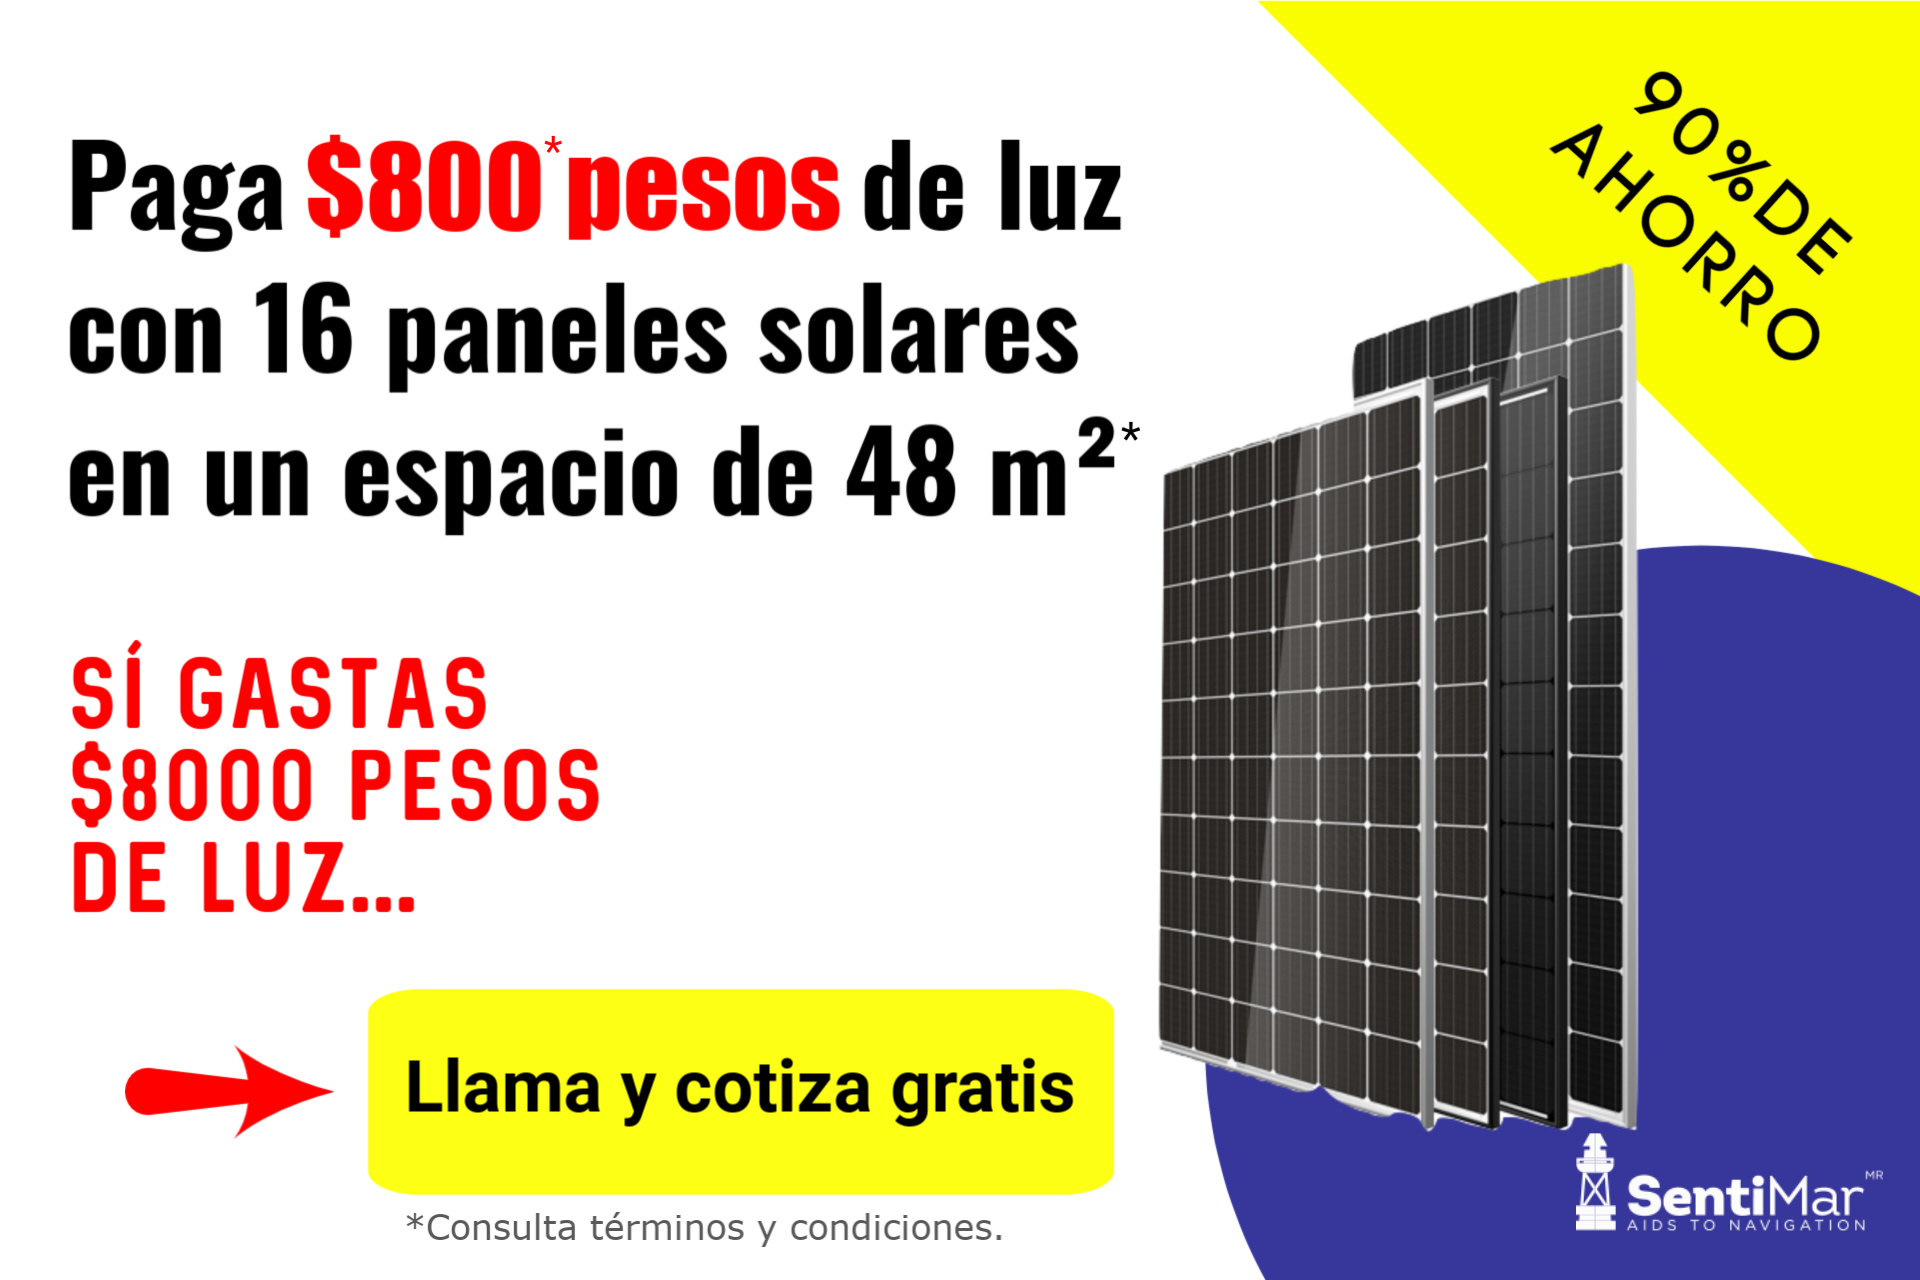 90%DE
AHORRO
Paga $800* pesos de luz
con 16 paneles solares
en un espacio de 48 m²*
SÍ GASTAS
$8000 PESOS
DE LUZ...
Llama y cotiza gratis
*Consulta términos y condiciones.
SentiMar MR
AIDS TO NAVIGATION